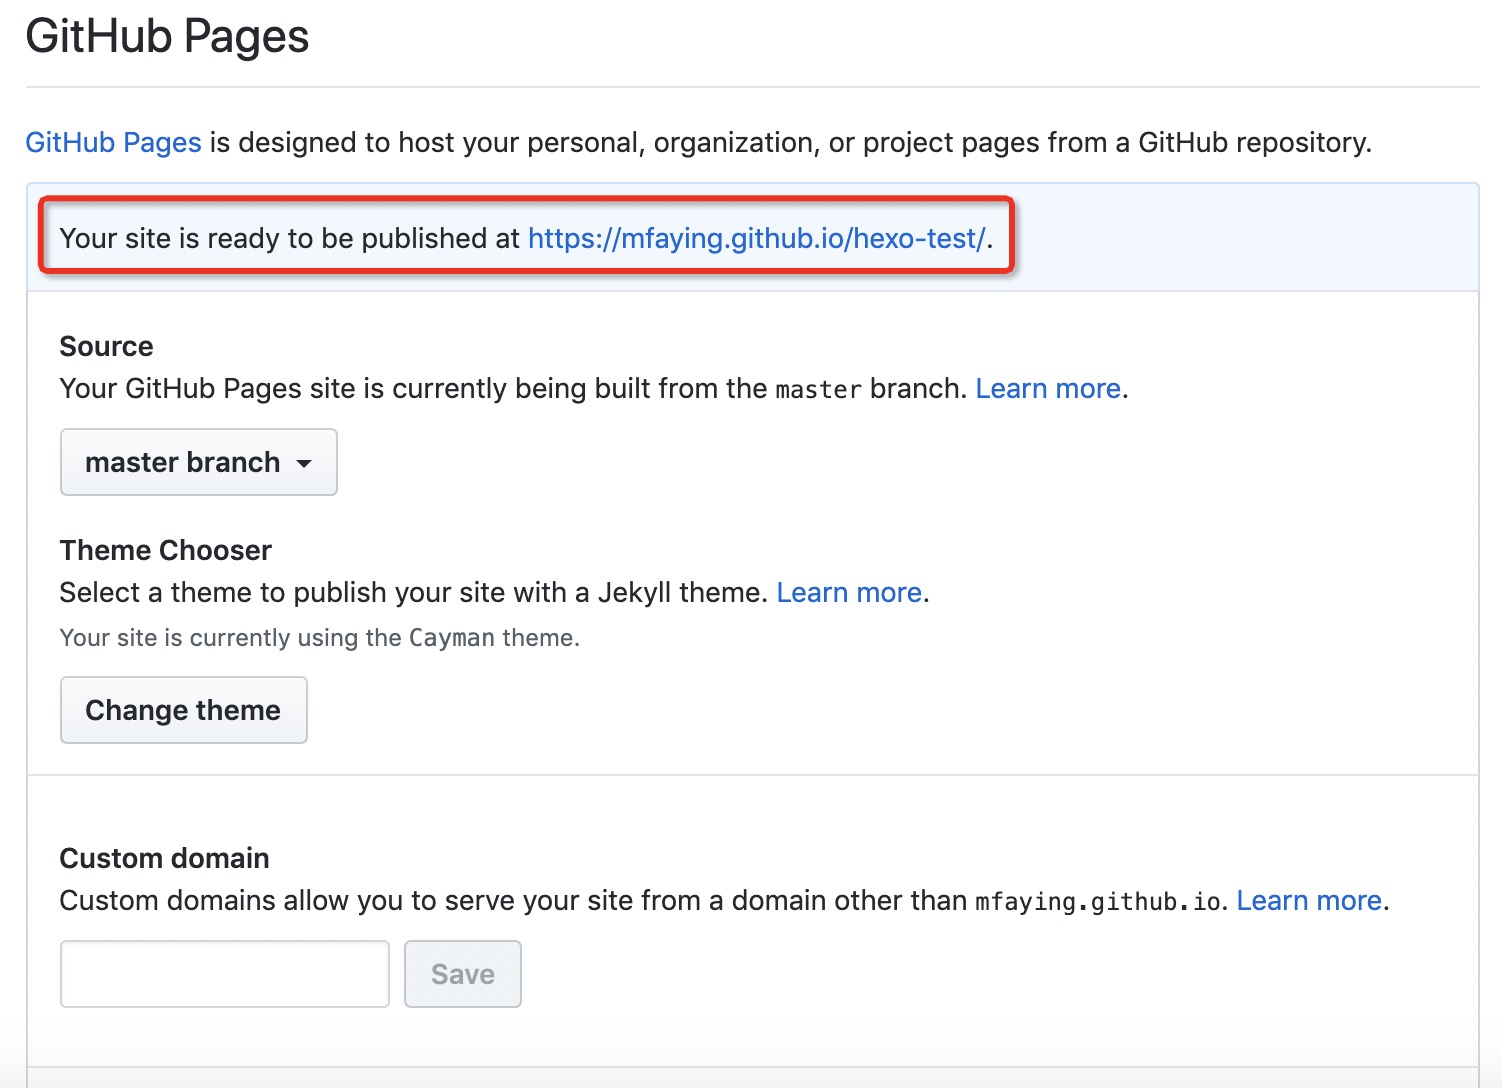 GitHub Pages
GitHub Pages is designed to host your personal, organization, or project pages from a GitHub repository.
Your site is ready to be published at https://mfaying.github.io/hexo-test/.
Source
Your GitHub Pages site is currently being built from the master branch. Learn more.
master branch
Theme Chooser
Select a theme to publish your site with a Jekyll theme. Learn more.
Your site is currently using the Cayman theme.
Change theme
Custom domain
Custom domains allow you to serve your site from a domain other than mfaying.github.io. Learn more.
Save